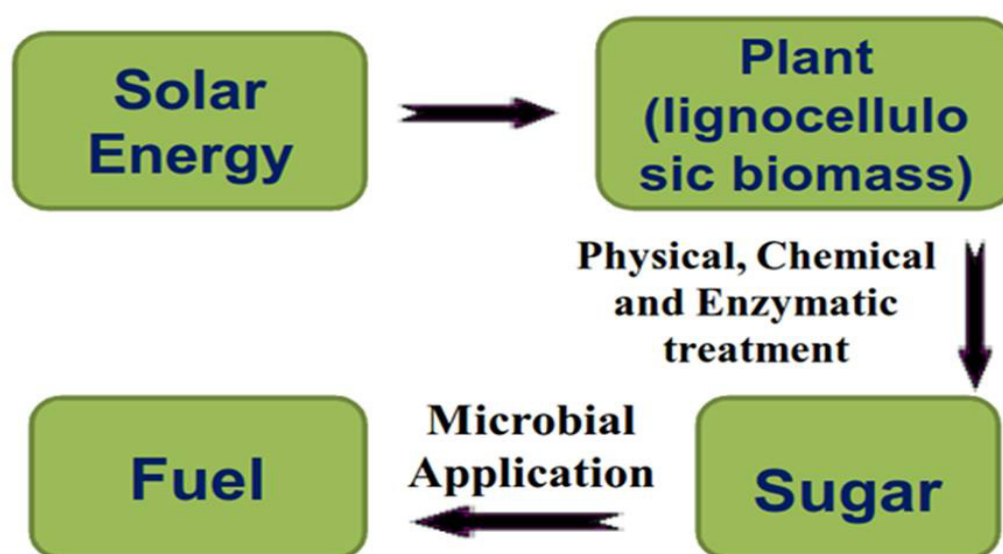 Solar
Energy
Plant
(lignocellulo
sic biomass)
Physical, Chemical
and Enzymatic
treatment
Sugar
Microbial
Application
Fuel